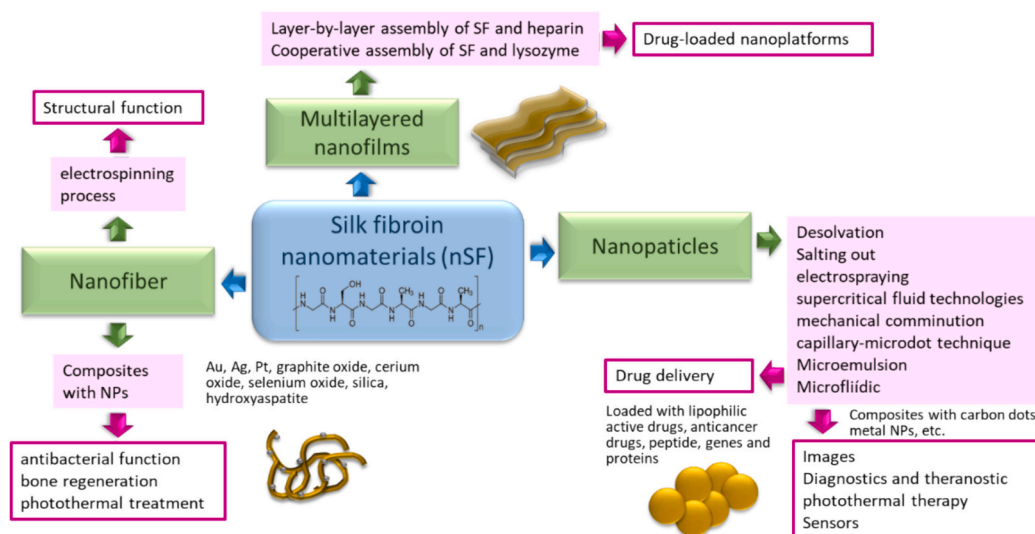 Layer-by-layer assembly of SF and heparin
Cooperative assembly of SF and lysozyme
Drug-loaded nanoplatforms
Multilayered
nanofilms
Structural function
electrospinning
process
Nanofiber
Silk fibroin
nanomaterials (nSF)
OH
CH3
CH3
H
N
O
N
H
O
H
N
O
N
H
O
H
N
O
N
H
O
n
Nanopaticles
Desolvation
Salting out
electrospraying
supercritical fluid technologies
mechanical comminution
capillary-microdot technique
Microemulsion
Microflíídic
Composites
with NPs
Au, Ag, Pt, graphite oxide, cerium
oxide, selenium oxide, silica,
hydroxyaspatite
antibacterial function
bone regeneration
photothermal treatment
Drug delivery
Loaded with lipophilic
active drugs, anticancer
drugs, peptide, genes and
proteins
Composites with carbon dots,
metal NPs, etc.
Images
Diagnostics and theranostic
photothermal therapy
Sensors